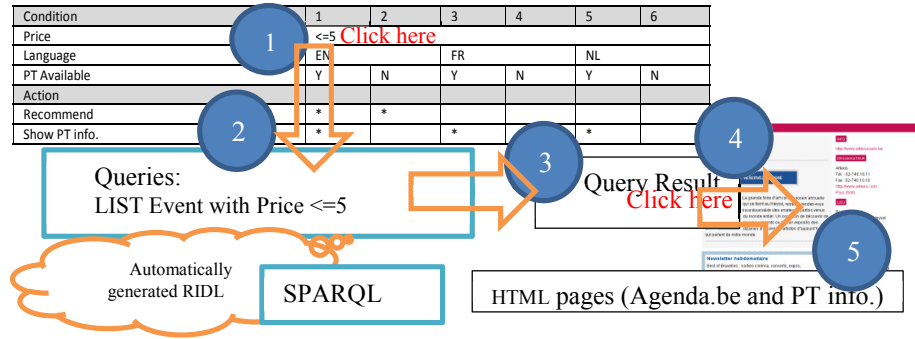 Condition 1 2 3 4 5 6
Price <=5 Click here
Language EN FR NL
PT Available Y N Y N Y N
Action
Recommend * *
Show PT info. * * *
1
2
3
4
5
Queries:
LIST Event with Price <=5
Query Result
Click here
Automatically
generated RIDL
SPARQL
HTML pages (Agenda.be and PT info.)
Newsletter hebdomadaire